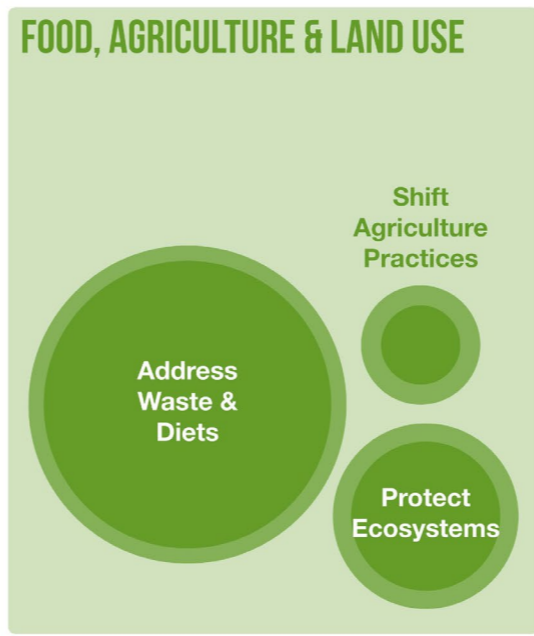 FOOD, AGRICULTURE & LAND USE
Shift
Agriculture
Practices
Address
Waste &
Diets
Protect
Ecosystems